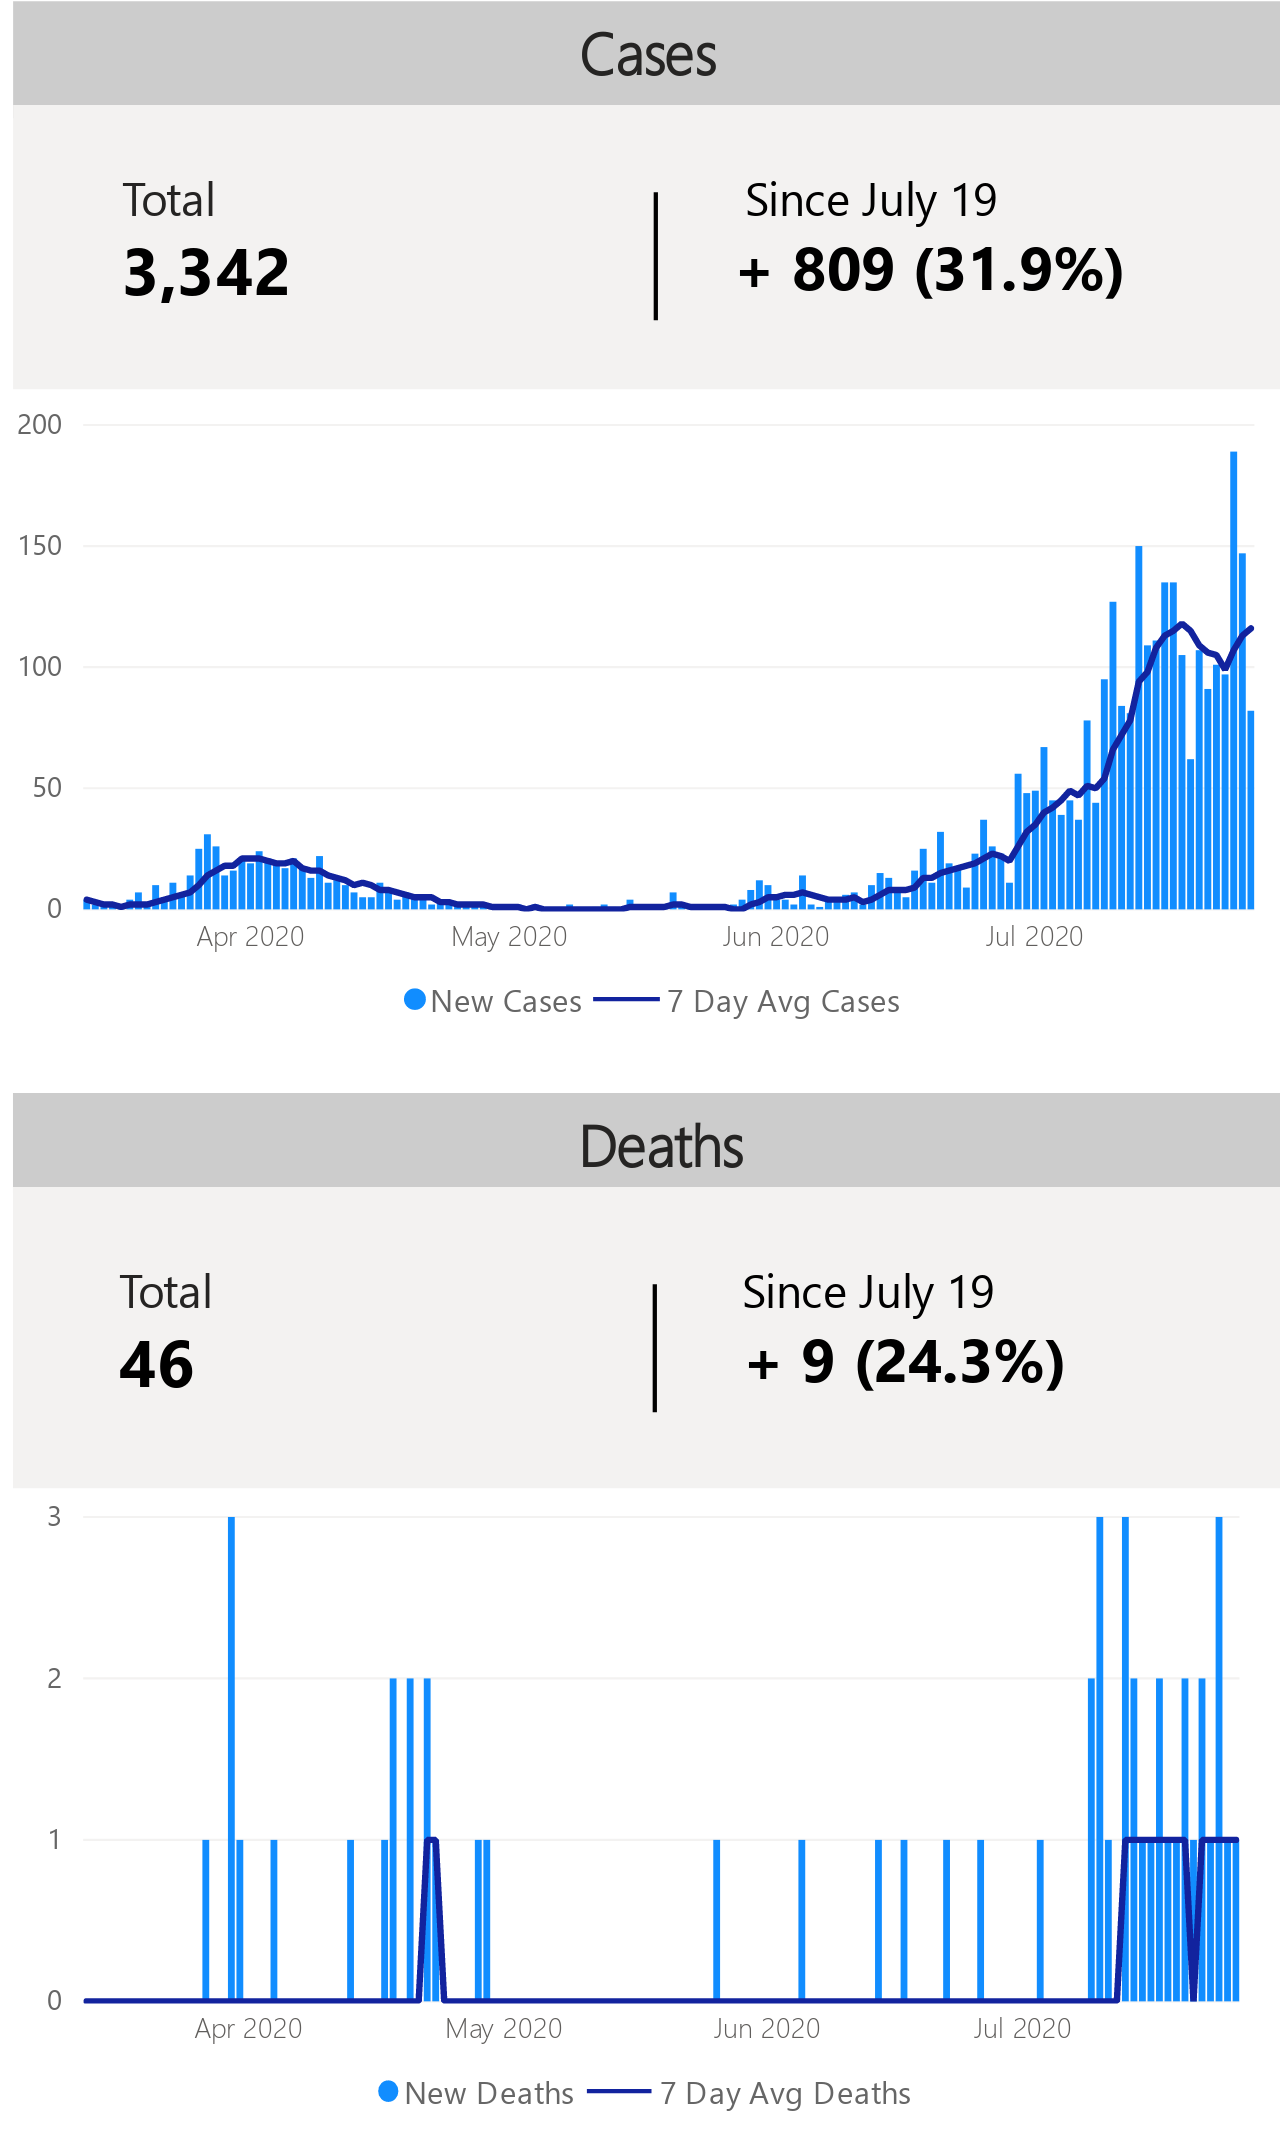 Cases
Total
3,342
Since July 19
+ 809 (31.9%)
200
150
100
50
0
Apr 2020
May 2020
Jun 2020
Jul 2020
New Cases
7 Day Avg Cases
Deaths
Total
46
Since July 19
+ 9 (24.3%)
3
2
1
0
Apr 2020
May 2020
Jun 2020
Jul 2020
New Deaths
7 Day Avg Deaths